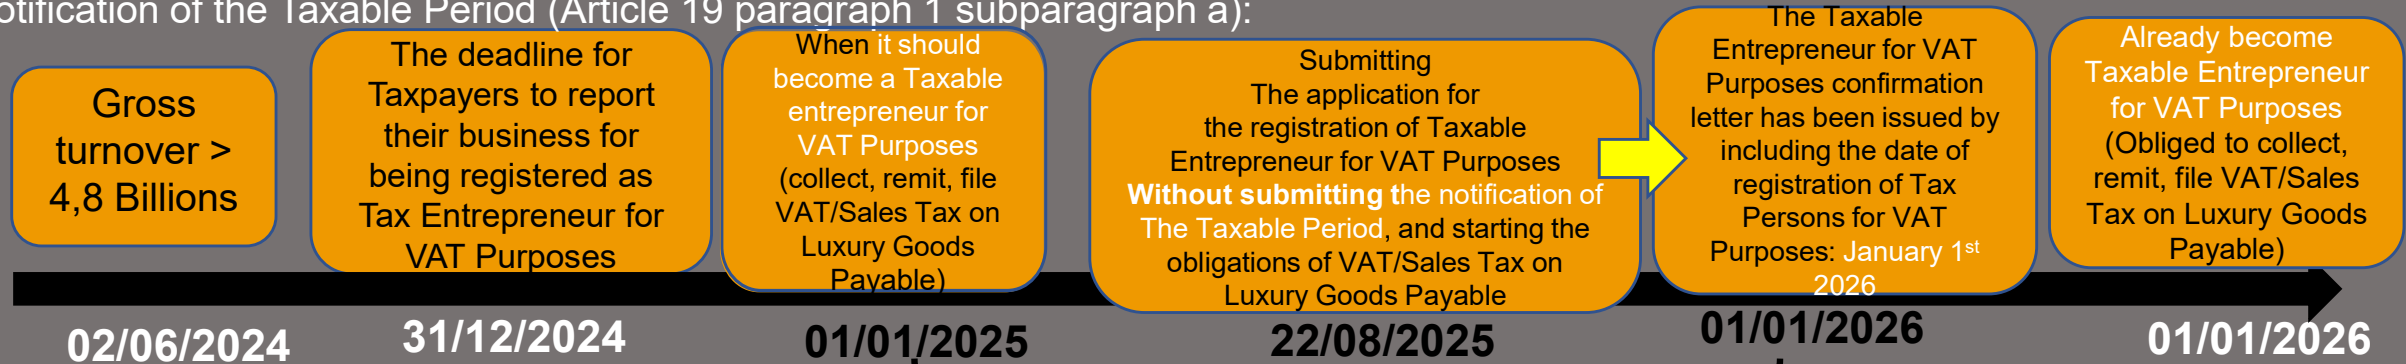 otification of the Taxable Period (Article 19 paragraph 1 subparagraph a):
Gross
turnover >
4,8 Billions
The deadline for
Taxpayers to report
their business for
being registered as
Tax Entrepreneur for
VAT Purposes
When it should
become a Taxable
entrepreneur for
VAT Purposes
(collect, remit, file
VAT/Sales Tax on
Luxury Goods
Payable)
Submitting
The application for
the registration of Taxable
Entrepreneur for VAT Purposes
Without submitting the notification of
The Taxable Period, and starting the
obligations of VAT/Sales Tax on
Luxury Goods Payable
The Taxable
Entrepreneur for VAT
Purposes confirmation
letter has been issued by
including the date of
registration of Tax
Persons for VAT
Purposes: January 1st
2026
Already become
Taxable Entrepreneur
for VAT Purposes
(Obliged to collect,
remit, file VAT/Sales
Tax on Luxury Goods
Payable)
02/06/2024
31/12/2024
01/01/2025
22/08/2025
01/01/2026
01/01/2026